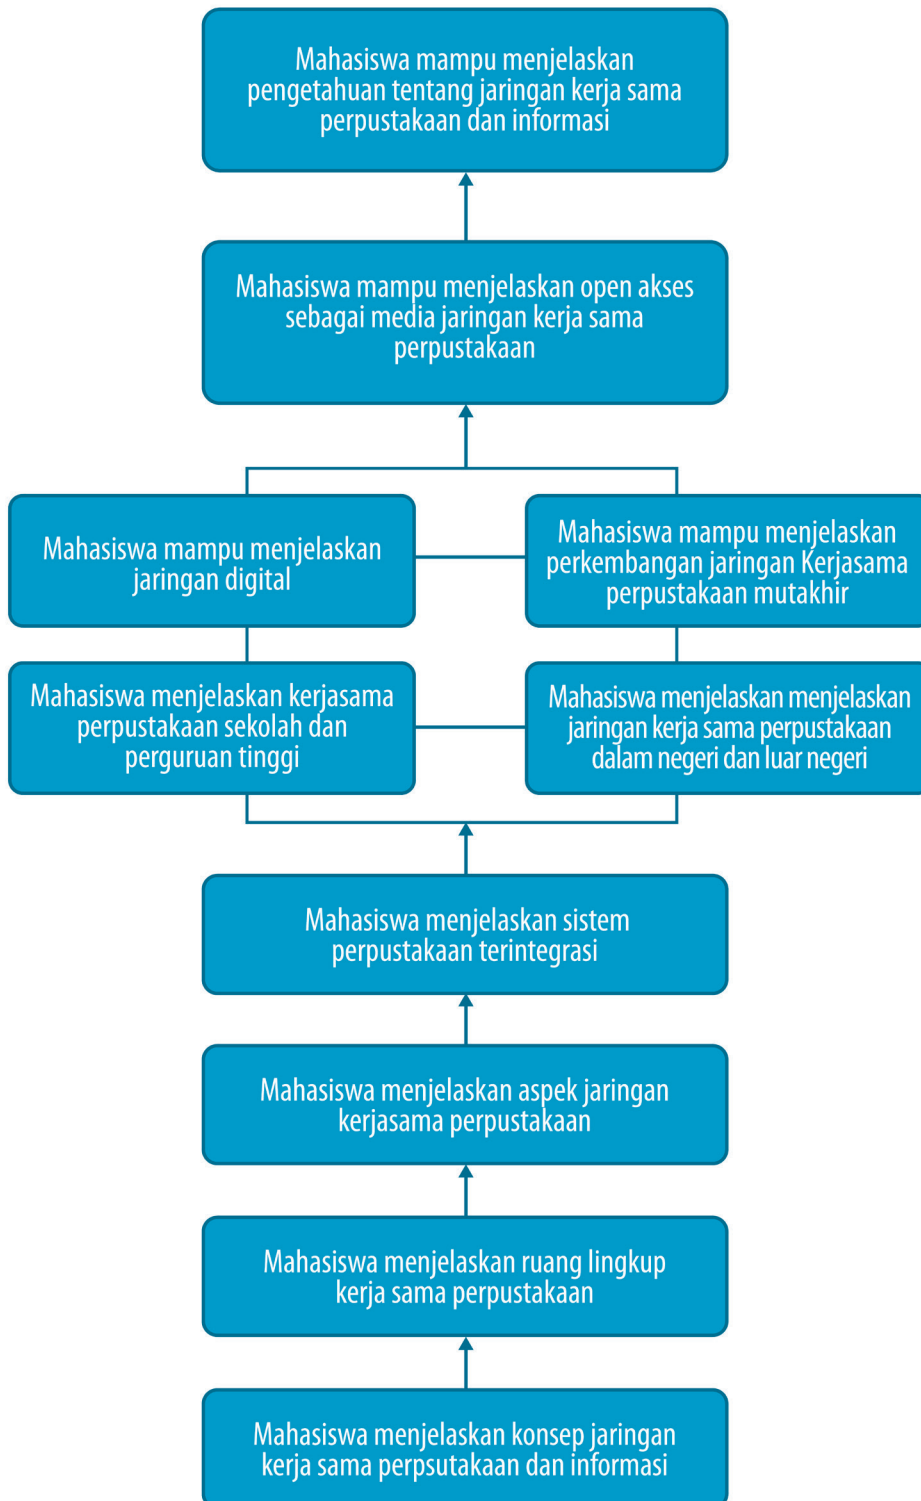 Mahasiswa mampu menjelaskan
pengetahuan tentang jaringan kerja sama
perpustakaan dan informasi
Mahasiswa mampu menjelaskan open akses
sebagai media jaringan kerja sama
perpustakaan
Mahasiswa mampu menjelaskan
jaringan digital
Mahasiswa mampu menjelaskan
perkembangan jaringan Kerjasama
perpustakaan mutakhir
Mahasiswa menjelaskan kerjasama
perpustakaan sekolah dan
perguruan tinggi
Mahasiswa menjelaskan menjelaskan
jaringan kerja sama perpustakaan
dalam negeri dan luar negeri
Mahasiswa menjelaskan sistem
perpustakaan terintegrasi
Mahasiswa menjelaskan aspek jaringan
kerjasama perpustakaan
Mahasiswa menjelaskan ruang lingkup
kerja sama perpustakaan
Mahasiswa menjelaskan konsep jaringan
kerja sama perpsutakaan dan informasi